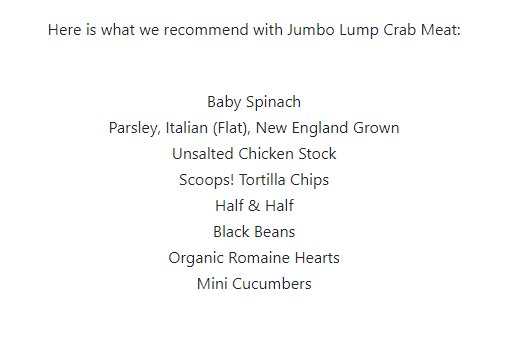 Here is what we recommend with Jumbo Lump Crab Meat:
Baby Spinach
Parsley, Italian (Flat), New England Grown
Unsalted Chicken Stock
Scoops! Tortilla Chips
Half & Half
Black Beans
Organic Romaine Hearts
Mini Cucumbers